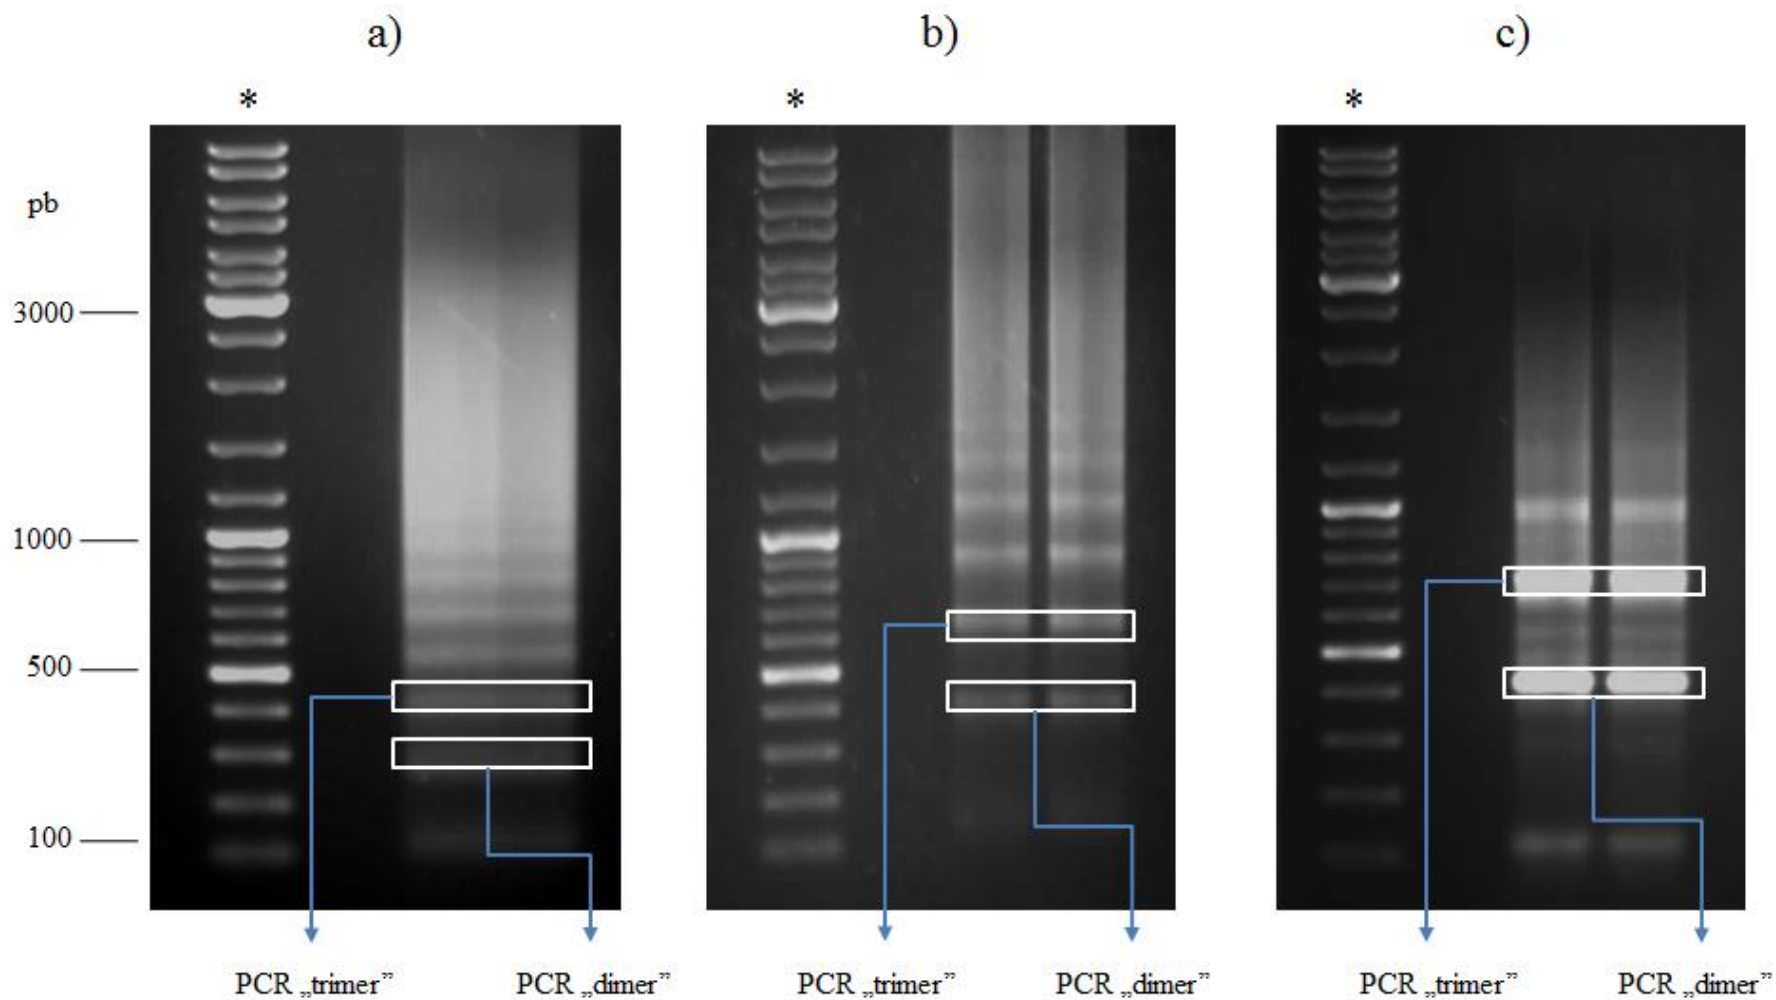 a) b) c)
* * *
pb
3000
1000
500
100
PCR „trimer” PCR „dimer” PCR „trimer” PCR „dimer” PCR „trimer” PCR „dimer”